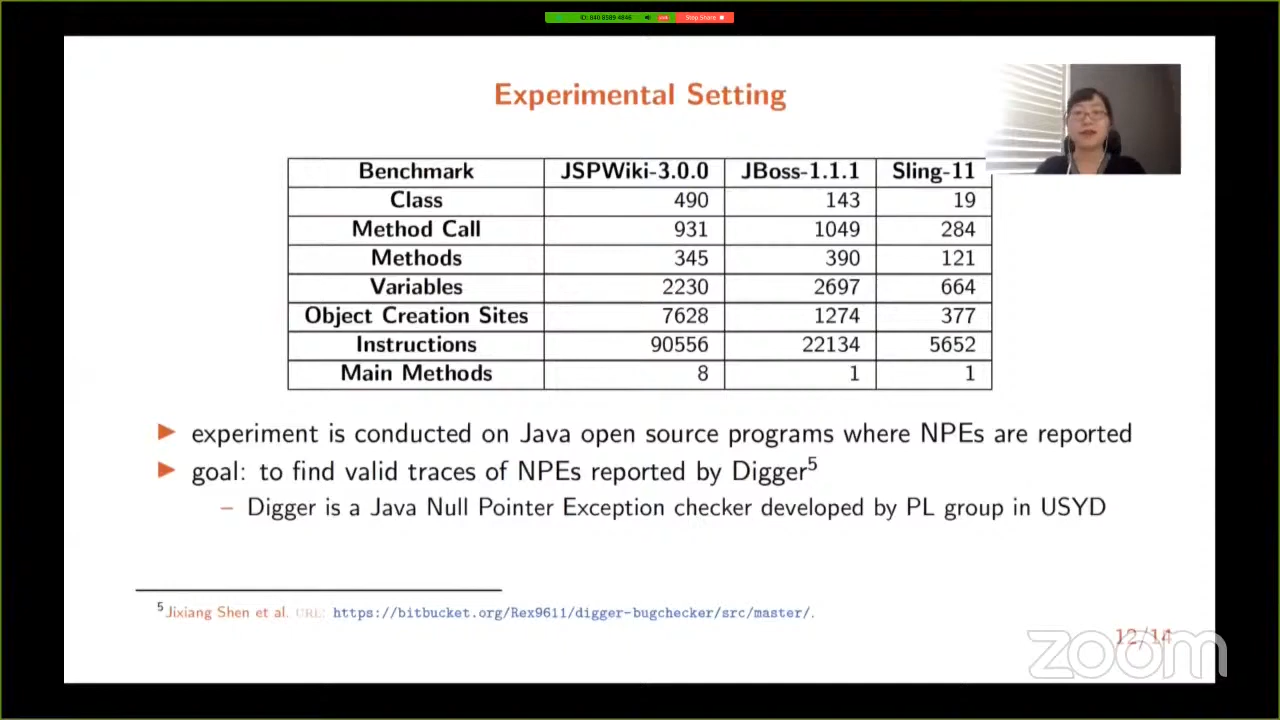 ID: 840 8589 4846 Stop Share
Experimental Setting
Benchmark JSPWiki-3.0.0 JBoss-1.1.1 Sling-11
Class 490 143 19
Method Call 931 1049 284
Methods 345 390 121
Variables 2230 2697 664
Object Creation Sites 7628 1274 377
Instructions 90556 22134 5652
Main Methods 8 1 1
experiment is conducted on Java open source programs where NPEs are reported
goal: to find valid traces of NPEs reported by Digger⁵
– Digger is a Java Null Pointer Exception checker developed by PL group in USYD
⁵Jixiang Shen et al. URL: https://bitbucket.org/Rex9611/digger-bugchecker/src/master/.
12/14
zoom